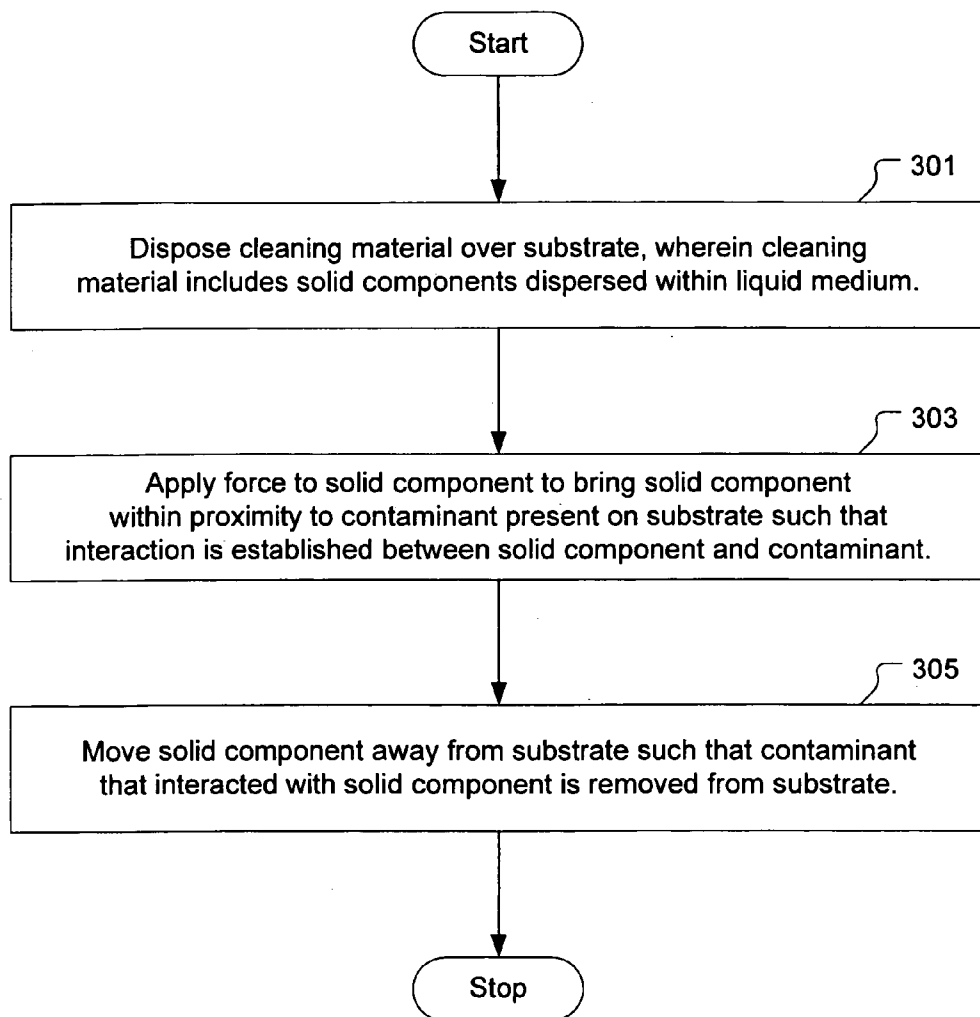 Start
301
Dispose cleaning material over substrate, wherein cleaning
material includes solid components dispersed within liquid medium.
303
Apply force to solid component to bring solid component
within proximity to contaminant present on substrate such that
interaction is established between solid component and contaminant.
305
Move solid component away from substrate such that contaminant
that interacted with solid component is removed from substrate.
Stop